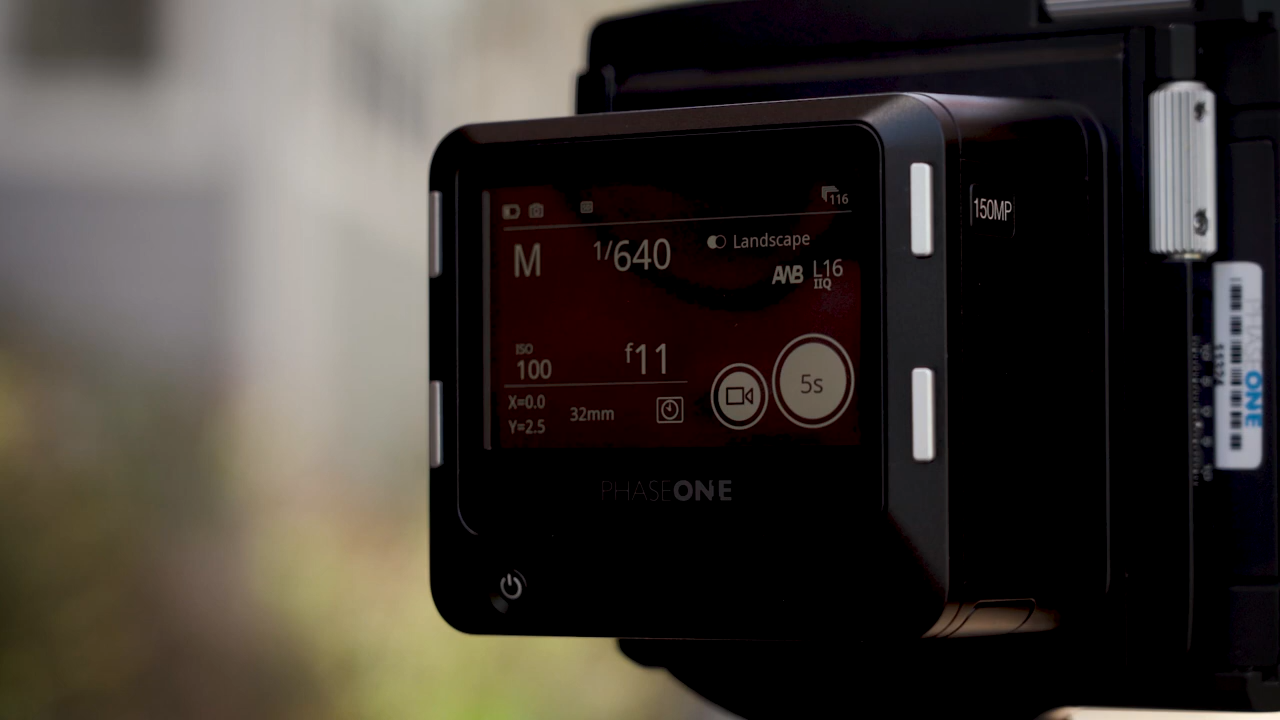 116
M 1/640 Landscape
AWB L16
IIQ
ISO
100 f11
5s
X=0.0
Y=2.5 32mm
PHASEONE
150MP
PHASEONE